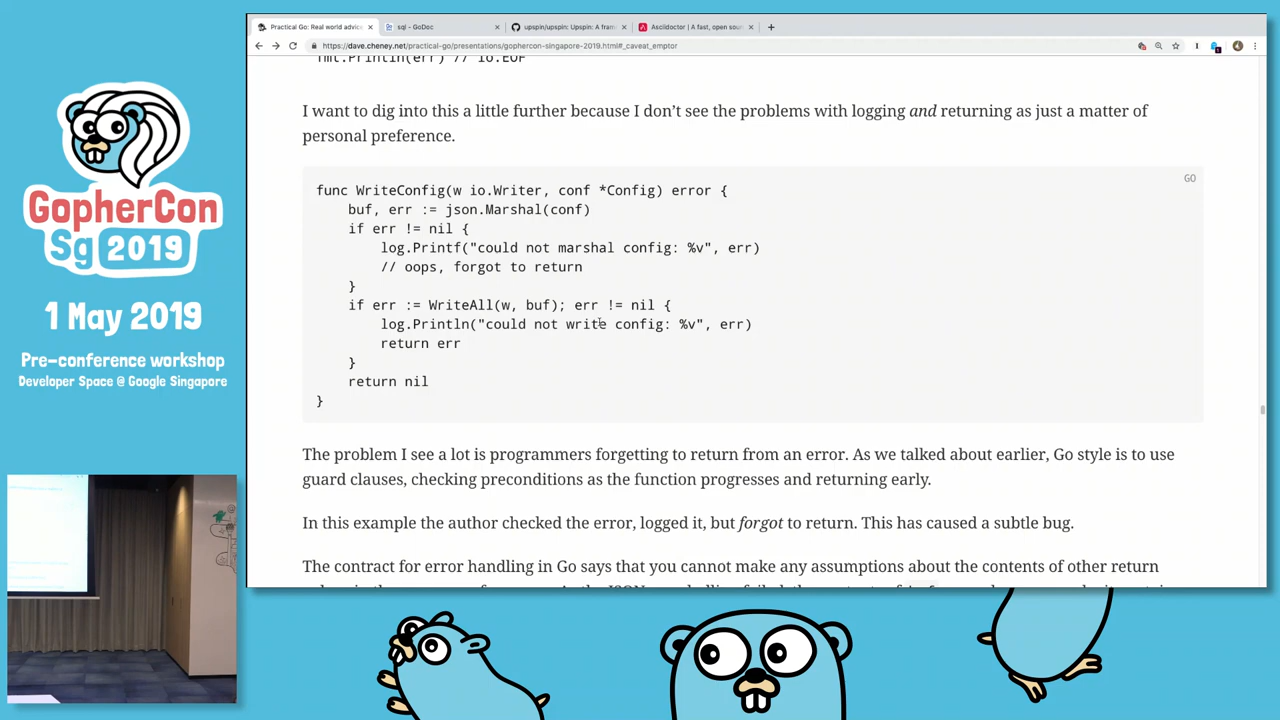 GopherCon
Sg 2019
1 May 2019
Pre-conference workshop
Developer Space @ Google Singapore
Practical Go: Real world advice
sql - GoDoc
upspin/upspin: Upspin: A fram
Asciidoctor | A fast, open sour
https://dave.cheney.net/practical-go/presentations/gophercon-singapore-2019.html#_caveat_emptor
fmt.Println(err) // io.EOF
I want to dig into this a little further because I don’t see the problems with logging and returning as just a matter of
personal preference.
GO
func WriteConfig(w io.Writer, conf *Config) error {
buf, err := json.Marshal(conf)
if err != nil {
log.Printf("could not marshal config: %v", err)
// oops, forgot to return
}
if err := WriteAll(w, buf); err != nil {
log.Println("could not write config: %v", err)
return err
}
return nil
}
The problem I see a lot is programmers forgetting to return from an error. As we talked about earlier, Go style is to use
guard clauses, checking preconditions as the function progresses and returning early.
In this example the author checked the error, logged it, but forgot to return. This has caused a subtle bug.
The contract for error handling in Go says that you cannot make any assumptions about the contents of other return